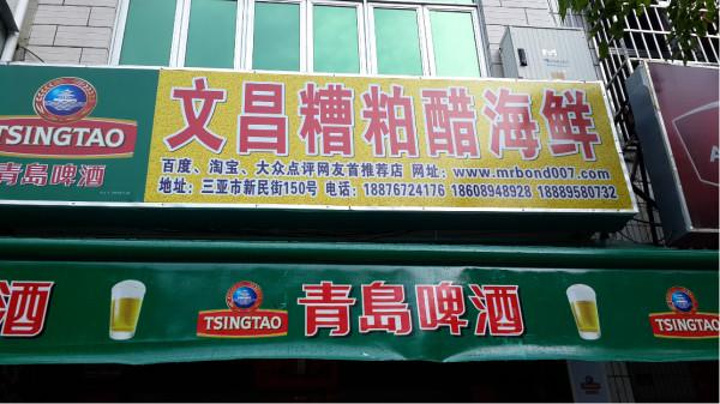 文昌糟粕醋海鲜
百度、淘宝、大众点评网友首推荐店 网址：www.mrbond007.com
地址：三亚市新民街150号 电话：18876724176 18608948928 18889580732
TSINGTAO
青島啤酒
酒
TSINGTAO
青島啤酒
TSINGTAO